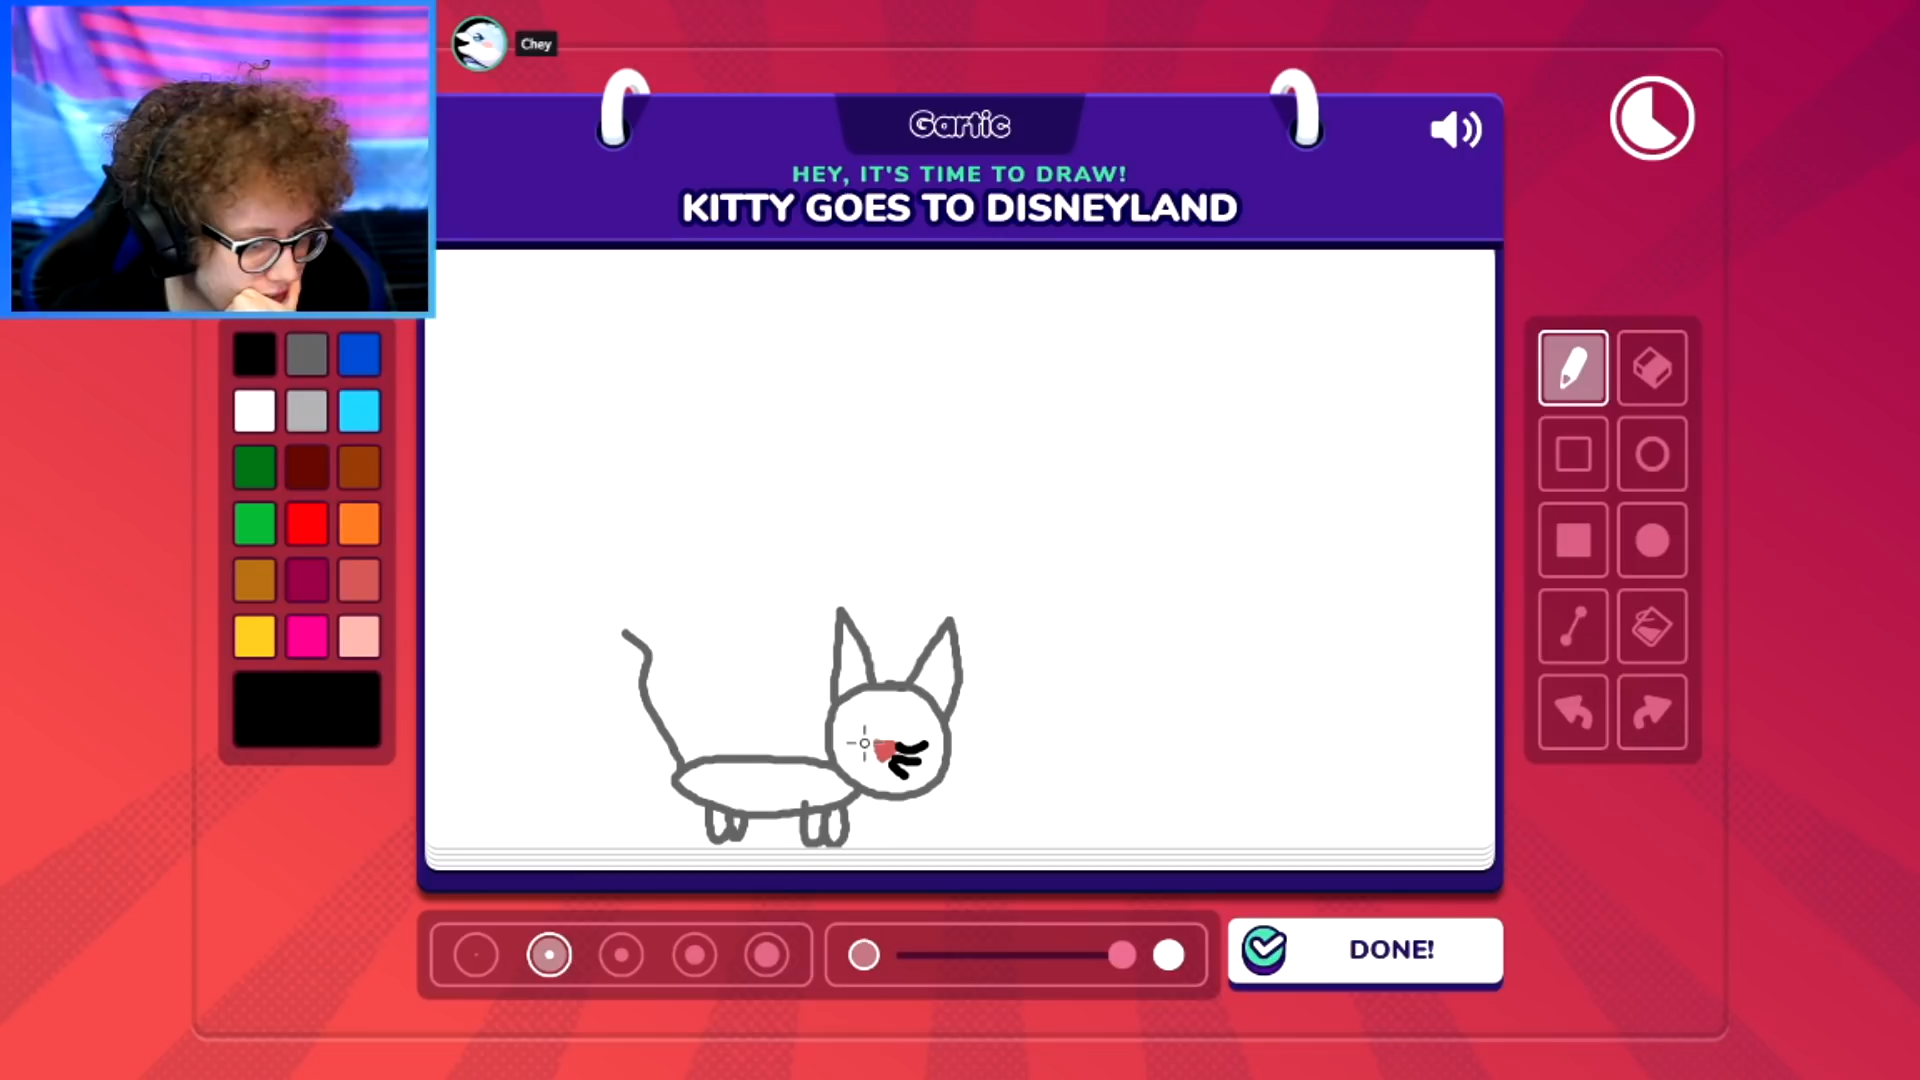 Chey
Gartic
HEY, IT'S TIME TO DRAW!
KITTY GOES TO DISNEYLAND
DONE!